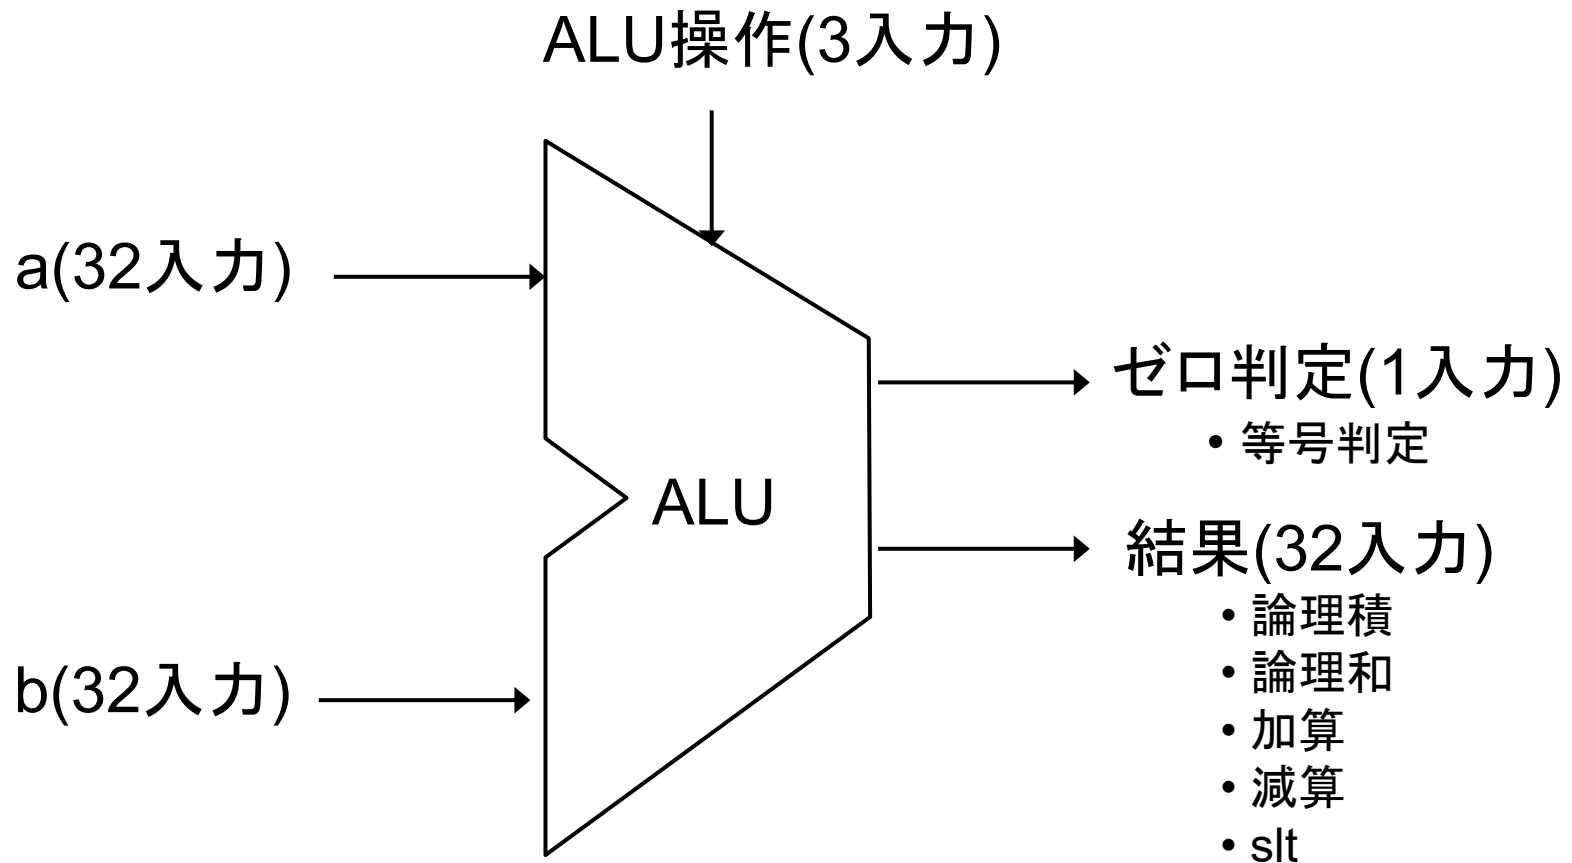 ALU操作(3入力)
a(32入力)
ゼロ判定(1入力)
• 等号判定
ALU
結果(32入力)
• 論理積
• 論理和
b(32入力)
• 加算
• 減算
• slt